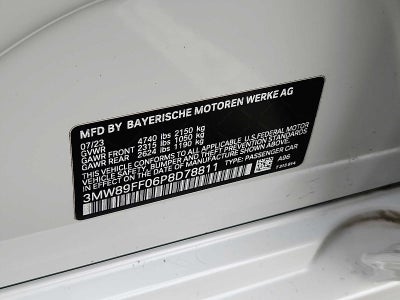 MFD BY BAYERISCHE MOTOREN WERKE AG
07/23
GVWR 4740 lbs 2150 kg
GAWR FRONT 2315 lbs 1050 kg
GAWR REAR 2624 lbs 1190 kg
THIS VEHICLE CONFORMS TO ALL APPLICABLE U.S. FEDERAL MOTOR
VEHICLE SAFETY, BUMPER, AND THEFT PREVENTION STANDARDS IN
EFFECT ON THE DATE OF MANUFACTURE SHOWN ABOVE.
3MW89FF06P8D78811 TYPE: PASSENGER CAR
A96